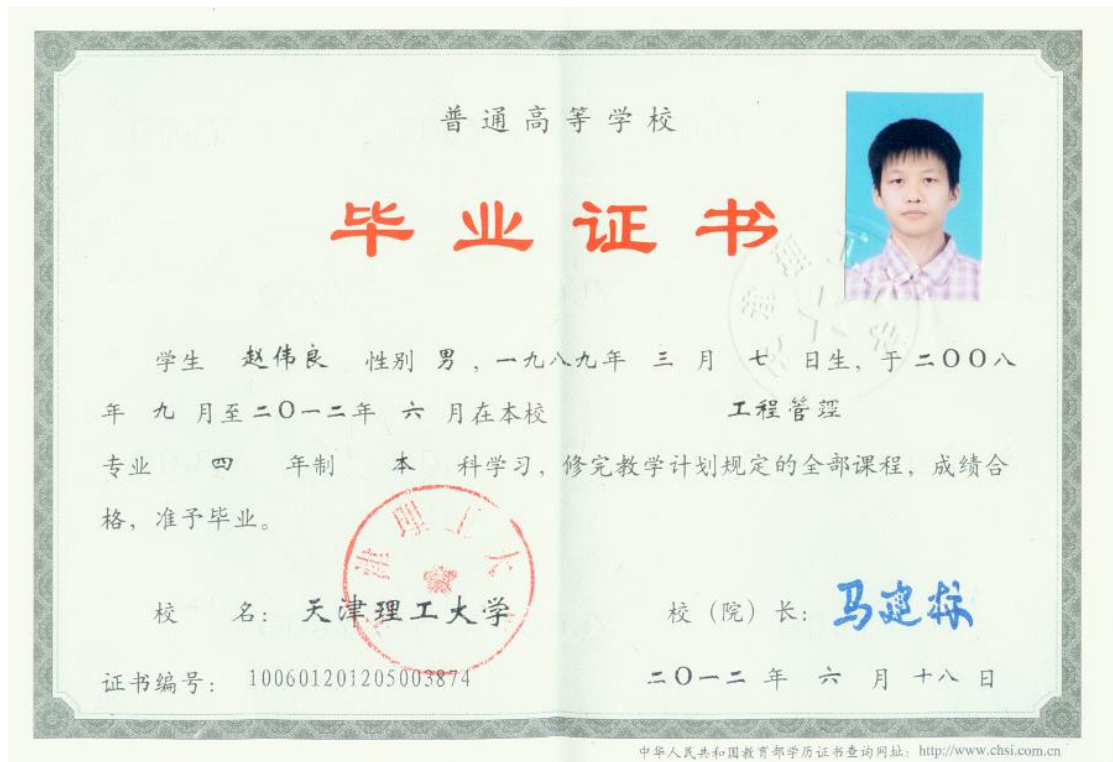 普通高等学校
毕业证书
学生 赵伟良 性别 男，一九八九年 三 月 七 日生，于二〇〇八
年 九 月至二〇一二年 六 月在本校 工程管理
专业 四 年制 本 科学习，修完教学计划规定的全部课程，成绩合
格，准予毕业。
校 名：天津理工大学
校（院）长：马建标
证书编号：100601201205003874
二〇一二 年 六 月 十八 日
中华人民共和国教育部学历证书查询网址：http://www.chsi.com.cn